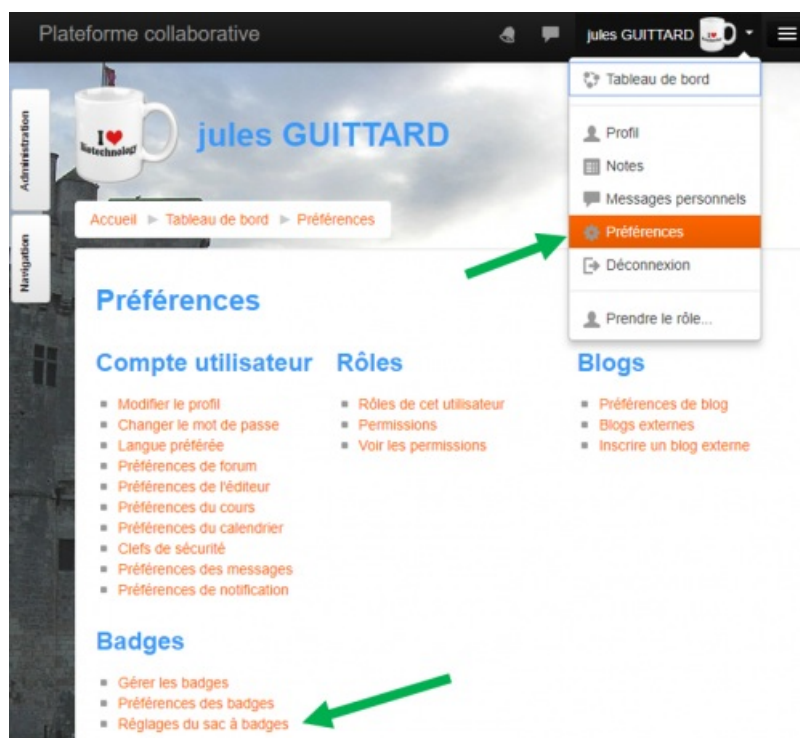 Plateforme collaborative
jules GUITTARD
Tableau de bord
Profil
Notes
Messages personnels
Préférences
Déconnexion
Prendre le rôle...
Administration
Navigation
I ❤
Biotechnology
jules GUITTARD
Accueil ► Tableau de bord ► Préférences
Préférences
Compte utilisateur
Modifier le profil
Changer le mot de passe
Langue préférée
Préférences de forum
Préférences de l'éditeur
Préférences du cours
Préférences du calendrier
Clefs de sécurité
Préférences des messages
Préférences de notification
Rôles
Rôles de cet utilisateur
Permissions
Voir les permissions
Blogs
Préférences de blog
Blogs externes
Inscrire un blog externe
Badges
Gérer les badges
Préférences des badges
Réglages du sac à badges